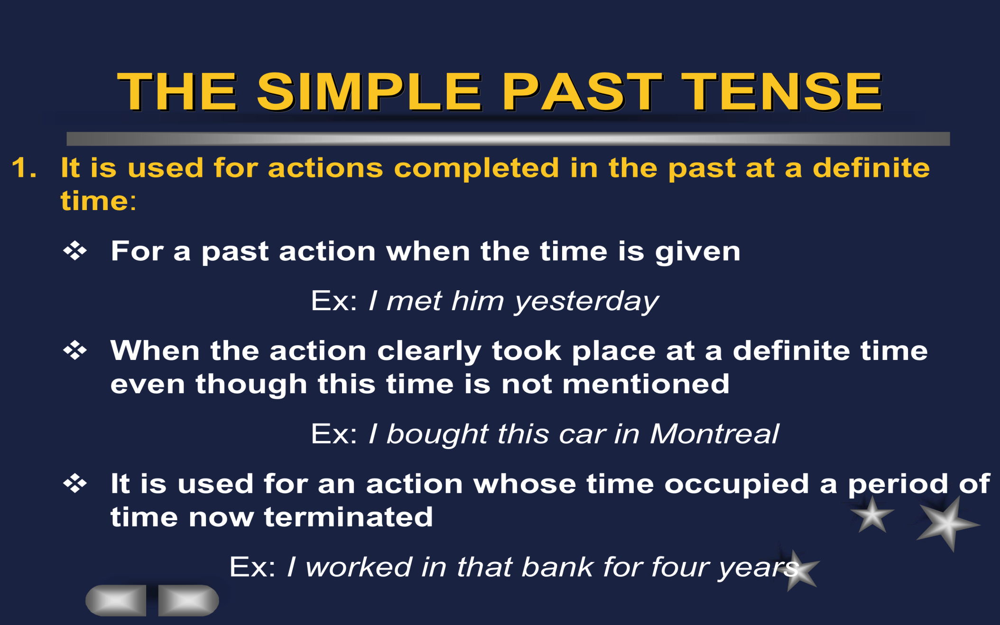 THE SIMPLE PAST TENSE
1. It is used for actions completed in the past at a definite
time:
❖ For a past action when the time is given
Ex: I met him yesterday
❖ When the action clearly took place at a definite time
even though this time is not mentioned
Ex: I bought this car in Montreal
❖ It is used for an action whose time occupied a period of
time now terminated
Ex: I worked in that bank for four years